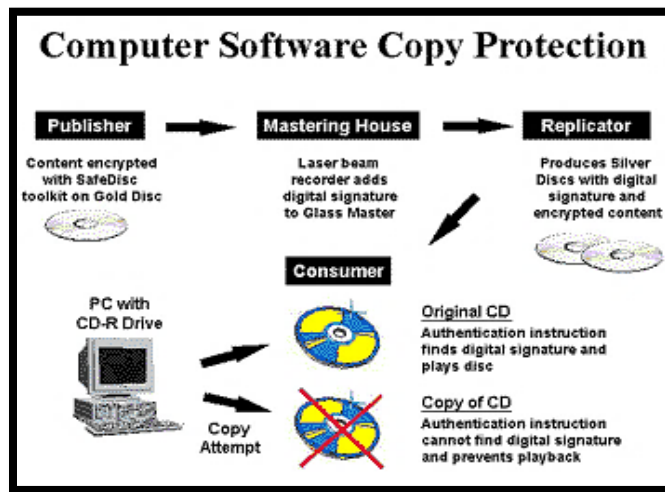 Computer Software Copy Protection
Publisher
Mastering House
Replicator
Content encrypted
with SafeDisc
toolkit on Gold Disc
Laser beam
recorder adds
digital signature
to Glass Master
Produces Silver
Discs with digital
signature and
encrypted content
Consumer
PC with
CD-R Drive
Original CD
Authentication instruction
finds digital signature and
plays disc
Copy
Attempt
Copy of CD
Authentication instruction
cannot find digital signature
and prevents playback